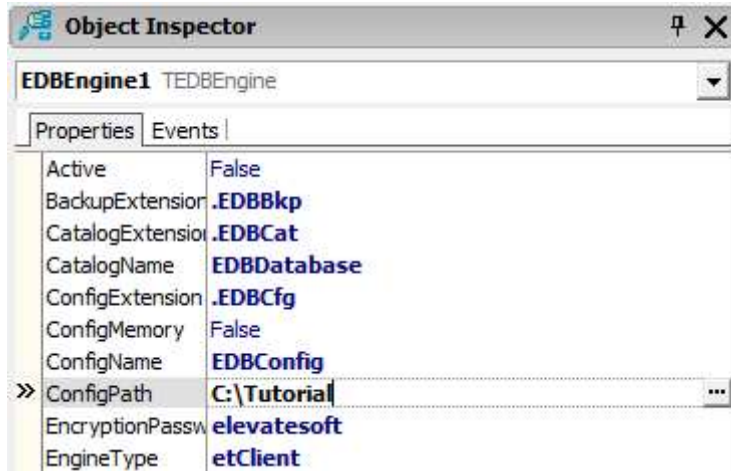 Object Inspector
EDBEngine1 TEDBEngine
Properties Events
Active False
BackupExtension .EDBBkp
CatalogExtensio .EDBCat
CatalogName EDBDatabase
ConfigExtension .EDBCfg
ConfigMemory False
ConfigName EDBConfig
» ConfigPath C:\Tutorial ...
EncryptionPassw elevatesoft
EngineType etClient